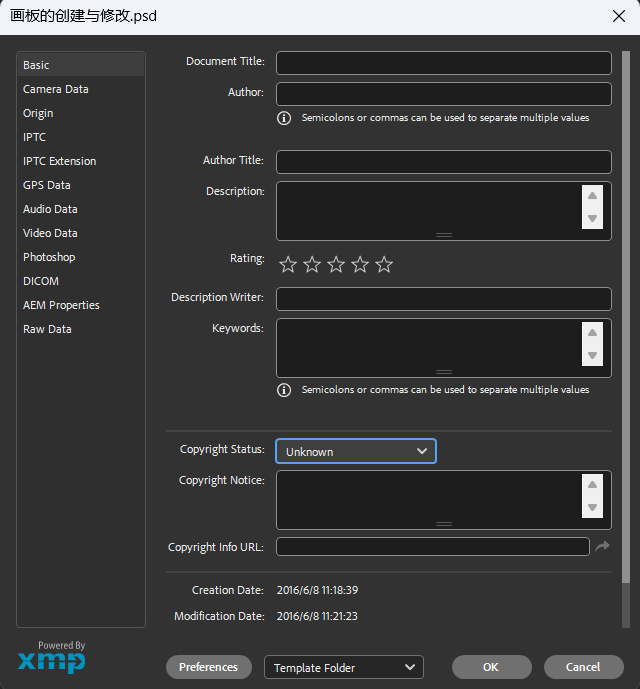 画板的创建与修改.psd
Basic
Camera Data
Origin
IPTC
IPTC Extension
GPS Data
Audio Data
Video Data
Photoshop
DICOM
AEM Properties
Raw Data
Document Title:
Author:
Semicolons or commas can be used to separate multiple values
Author Title:
Description:
Rating:
Description Writer:
Keywords:
Semicolons or commas can be used to separate multiple values
Copyright Status: Unknown
Copyright Notice:
Copyright Info URL:
Creation Date: 2016/6/8 11:18:39
Modification Date: 2016/6/8 11:21:23
Powered By
xmp
Preferences Template Folder OK Cancel